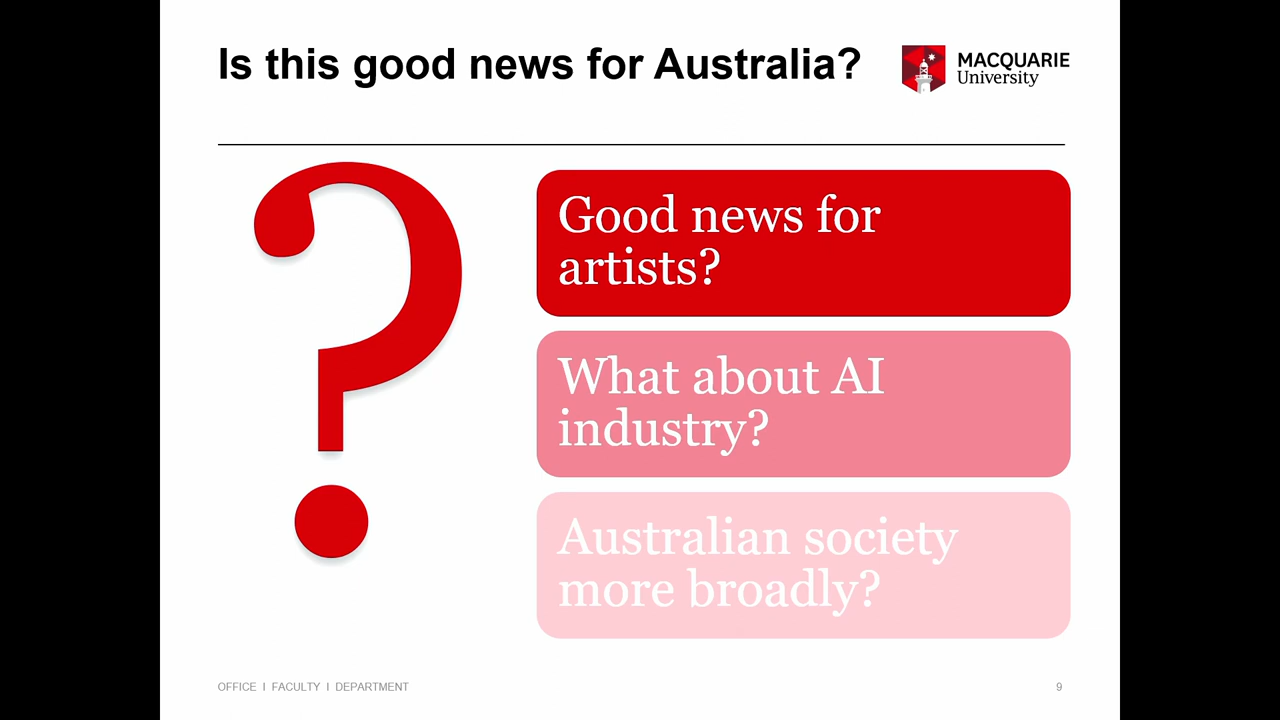 Is this good news for Australia?
MACQUARIE
University
?
Good news for
artists?
What about AI
industry?
Australian society
more broadly?
OFFICE I FACULTY I DEPARTMENT
9